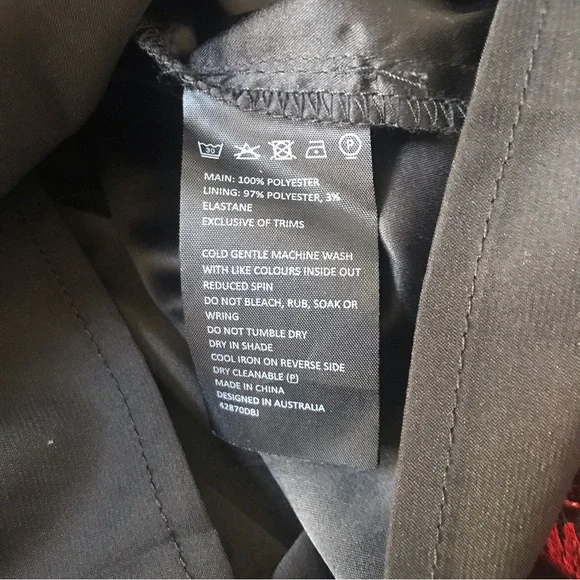 30 P
MAIN: 100% POLYESTER
LINING: 97% POLYESTER, 3%
ELASTANE
EXCLUSIVE OF TRIMS
COLD GENTLE MACHINE WASH
WITH LIKE COLOURS INSIDE OUT
REDUCED SPIN
DO NOT BLEACH, RUB, SOAK OR
WRING
DO NOT TUMBLE DRY
DRY IN SHADE
COOL IRON ON REVERSE SIDE
DRY CLEANABLE (P)
MADE IN CHINA
DESIGNED IN AUSTRALIA
42870DBJ